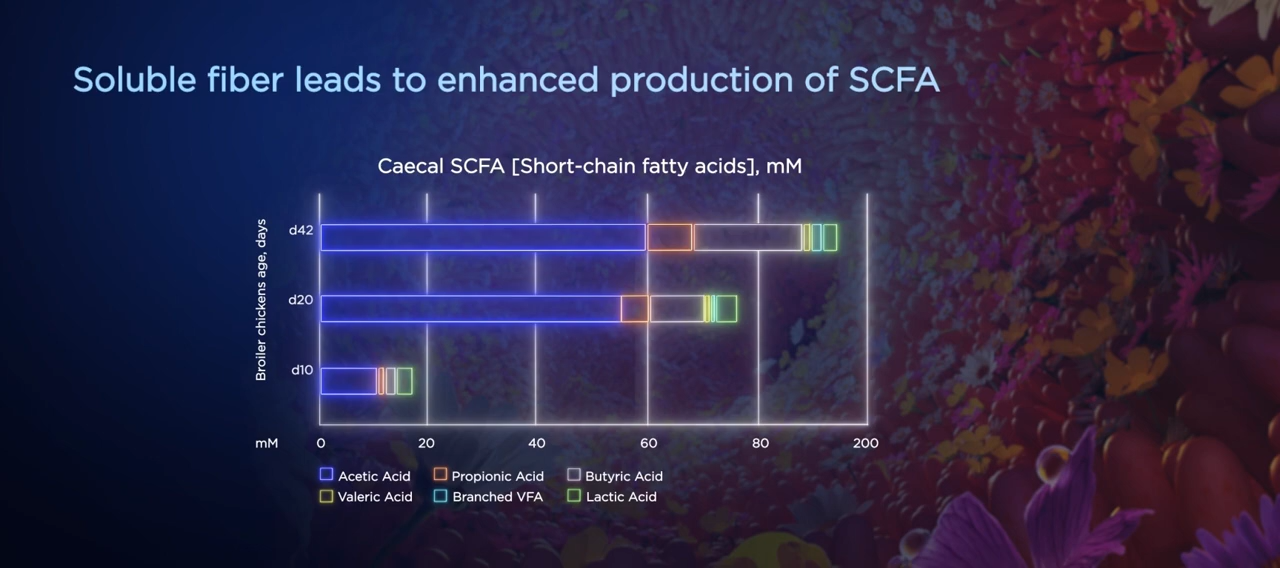 Soluble fiber leads to enhanced production of SCFA
Caecal SCFA [Short-chain fatty acids], mM
Broiler chickens age, days
d42
d20
d10
mM 0 20 40 60 80 200
Acetic Acid Propionic Acid Butyric Acid
Valeric Acid Branched VFA Lactic Acid